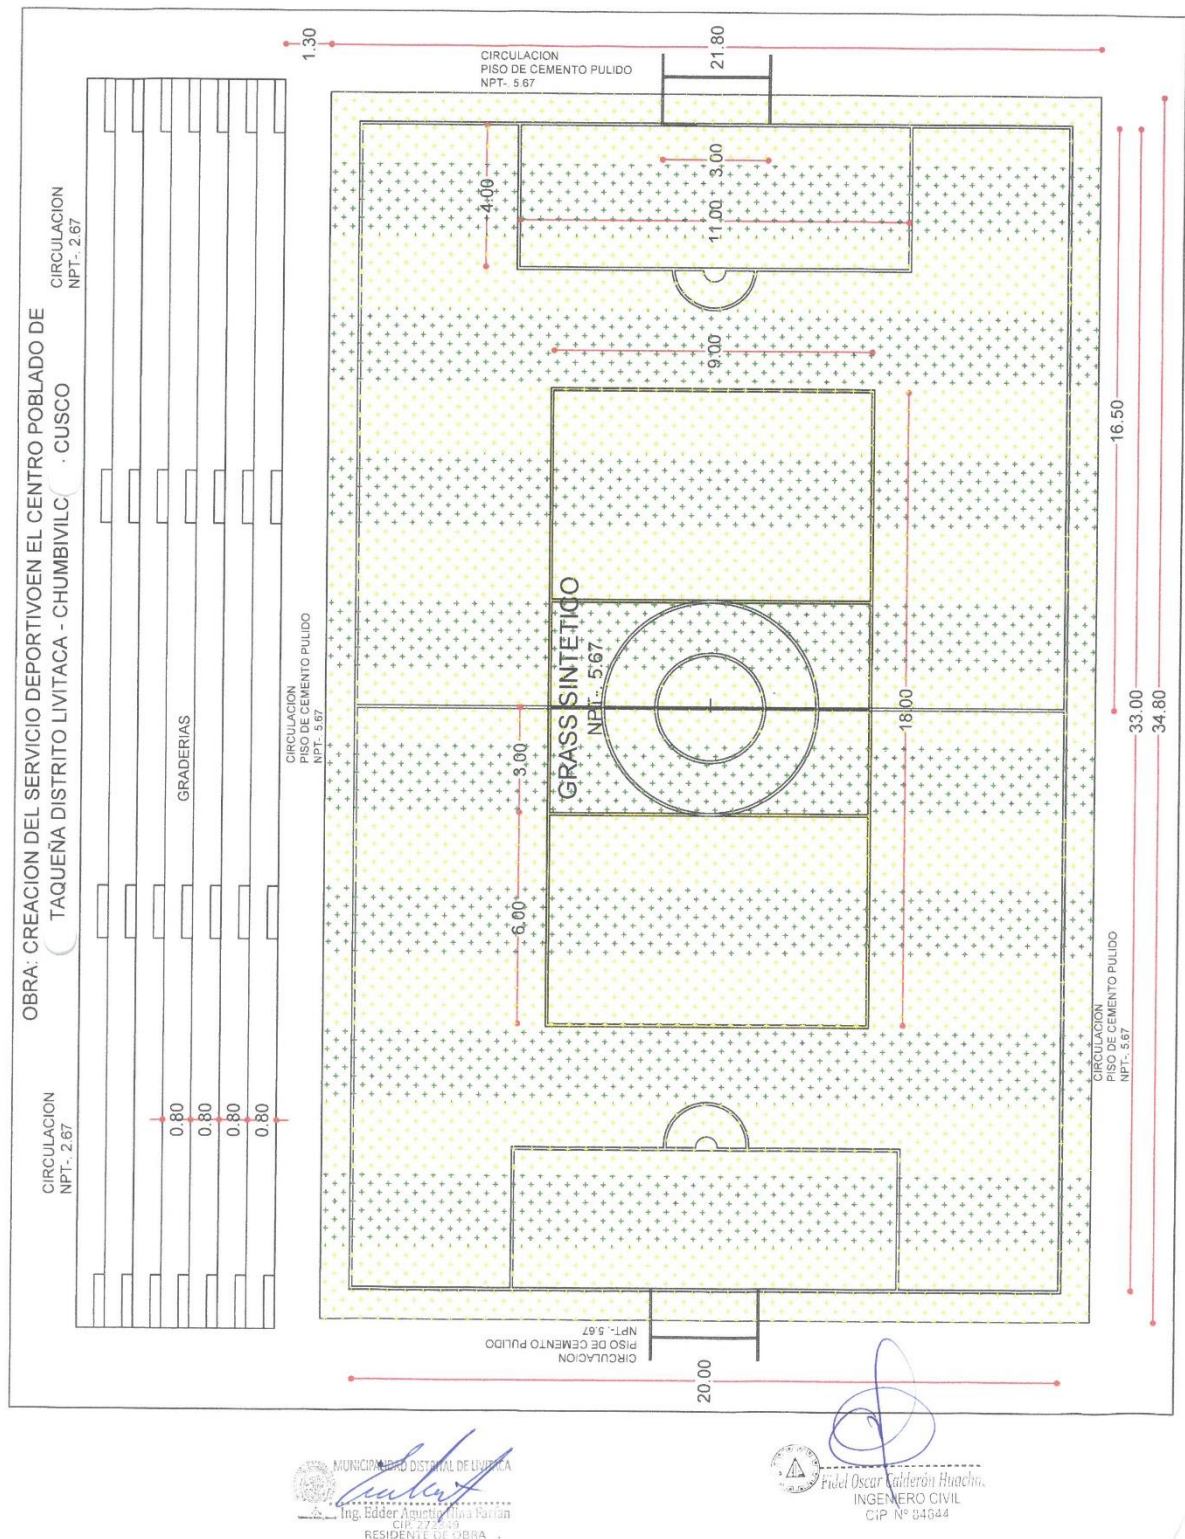 OBRA: CREACION DEL SERVICIO DEPORTIVOEN EL CENTRO POBLADO DE
TAQUEÑA DISTRITO LIVITACA - CHUMBIVILC - CUSCO
CIRCULACION
NPT-. 2.67
CIRCULACION
NPT-. 2.67
GRADERIAS
0.80
0.80
0.80
0.80
1.30
21.80
CIRCULACION
PISO DE CEMENTO PULIDO
NPT-. 5.67
CIRCULACION
PISO DE CEMENTO PULIDO
NPT-. 5.67
4.00
3.00
11.00
9.00
GRASS SINTETICO
NPT-. 5.67
3.00
6.00
18.00
16.50
33.00
34.80
CIRCULACION
PISO DE CEMENTO PULIDO
NPT-. 5.67
CIRCULACION
PISO DE CEMENTO PULIDO
NPT-. 5.67
20.00
MUNICIPALIDAD DISTRITAL DE LIVITACA
Ing. Edder Agustin Nina Farfan
CIP.
RESIDENTE DE OBRA
Fidel Oscar Calderón
INGENIERO CIVIL
CIP Nº 84644